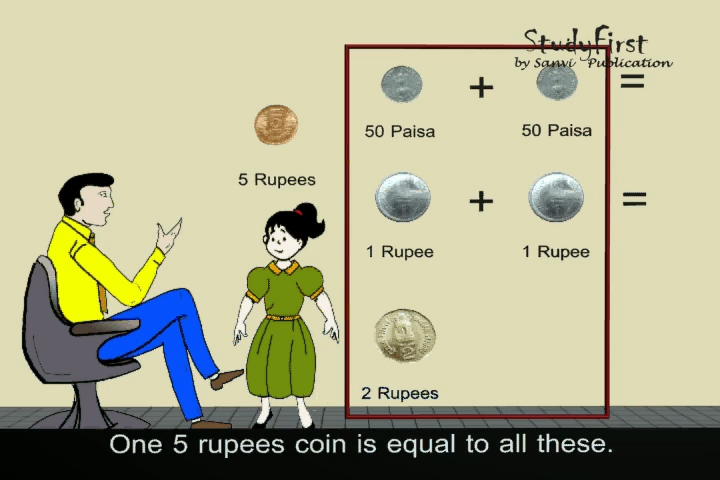 StudyFirst
by Sanvi Publication
+ =
50 Paisa 50 Paisa
5 Rupees
+ =
1 Rupee 1 Rupee
2 Rupees
One 5 rupees coin is equal to all these.